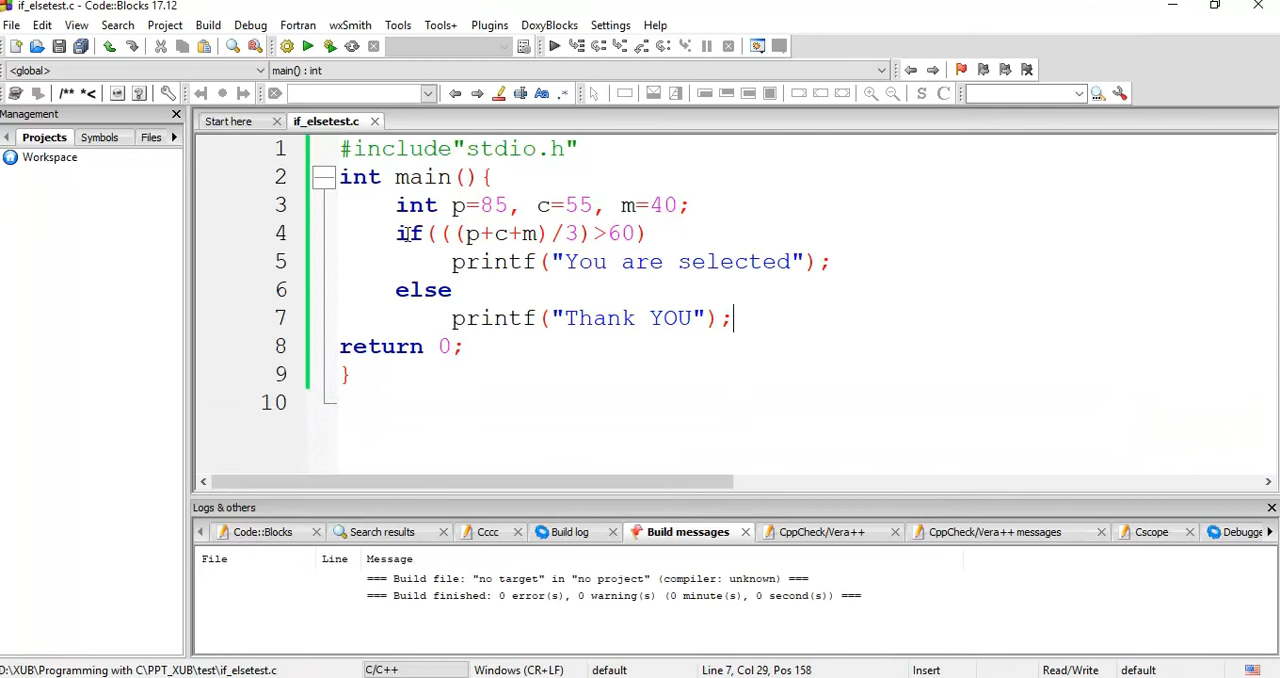 if_elsetest.c - Code::Blocks 17.12
File Edit View Search Project Build Debug Fortran wxSmith Tools Tools+ Plugins DoxyBlocks Settings Help
<global> main() : int
/** *< Aa .* S C
Management
Projects Symbols Files
Workspace
Start here if_elsetest.c
1 #include"stdio.h"
2 int main(){
3 int p=85, c=55, m=40;
4 if(((p+c+m)/3)>60)
5 printf("You are selected");
6 else
7 printf("Thank YOU");
8 return 0;
9 }
10
Logs & others
Code::Blocks Search results Cccc Build log Build messages CppCheck/Vera++ CppCheck/Vera++ messages Cscope Debugge
File Line Message
=== Build file: "no target" in "no project" (compiler: unknown) ===
=== Build finished: 0 error(s), 0 warning(s) (0 minute(s), 0 second(s)) ===
D:\XUB\Programming with C\PPT_XUB\test\if_elsetest.c C/C++ Windows (CR+LF) default Line 7, Col 29, Pos 158 Insert Read/Write default